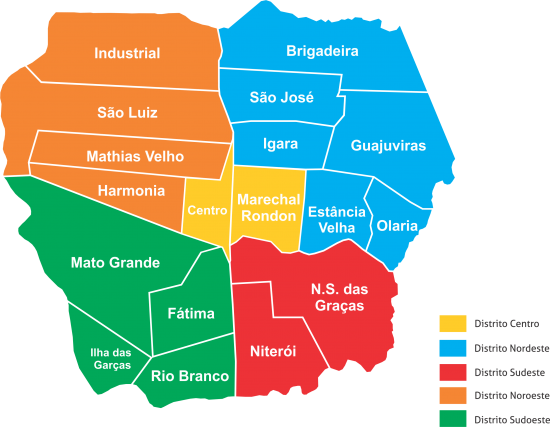 Industrial
Brigadeira
São José
São Luiz
Igara
Guajuviras
Mathias Velho
Harmonia
Centro
Marechal
Rondon
Estância
Velha
Olaria
Mato Grande
N.S. das
Graças
Fátima
Niterói
Ilha das
Garças
Rio Branco
Distrito Centro
Distrito Nordeste
Distrito Sudeste
Distrito Noroeste
Distrito Sudoeste